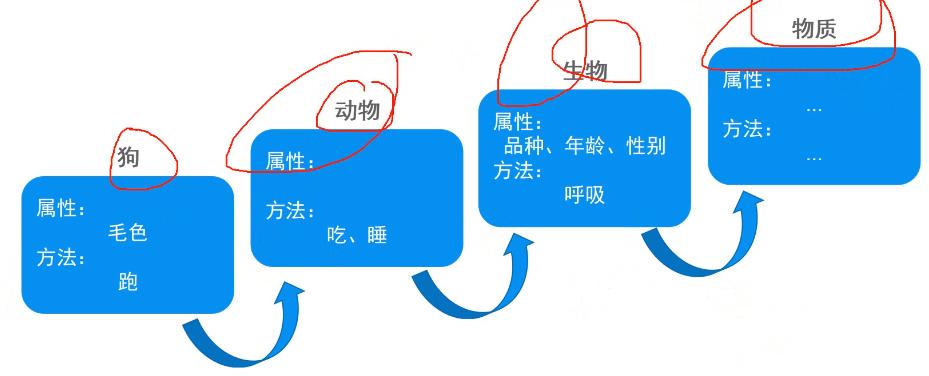 狗
属性：
毛色
方法：
跑
动物
属性：
方法：
吃、睡
生物
属性：
品种、年龄、性别
方法：
呼吸
物质
属性：
...
方法：
...